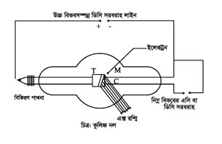 উচ্চ বিভবসম্পন্ন ডিসি সরবরাহ লাইন
+ -
ইলেকট্রন
T M
C
বিকিরণ পাখনা
নিম্ন বিভবের এসি বা
ডিসি সরবরাহ
এক্স রশ্মি
চিত্র: কুলিজ নল